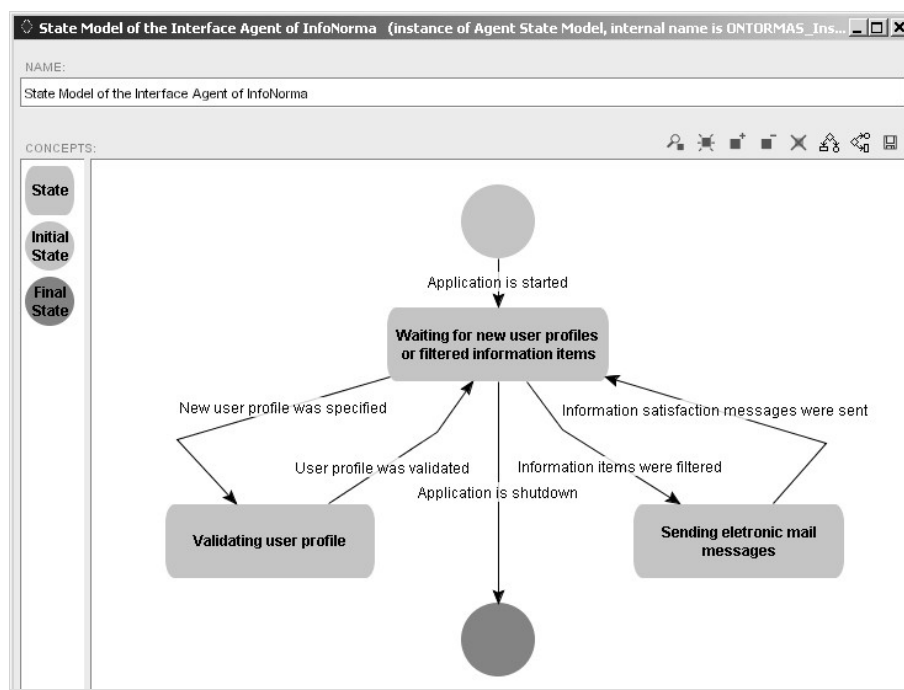 State Model of the Interface Agent of InfoNorma (instance of Agent State Model, internal name is ONTORMAS_Ins...
NAME:
State Model of the Interface Agent of InfoNorma
CONCEPTS:
State
Initial
State
Final
State
Application is started
Waiting for new user profiles
or filtered information items
New user profile was specified
Information satisfaction messages were sent
User profile was validated
Information items were filtered
Application is shutdown
Validating user profile
Sending eletronic mail
messages